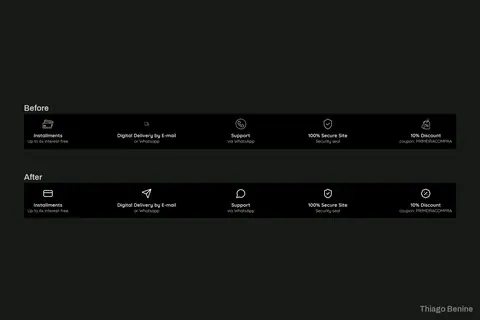 Before
Installments
Up to 6x interest-free
Digital Delivery by E-mail
or Whatsapp
Support
via WhatsApp
100% Secure Site
Security seal
10% Discount
coupon: PRIMEIRACOMPRA
After
Installments
Up to 6x interest-free
Digital Delivery by E-mail
or Whatsapp
Support
via WhatsApp
100% Secure Site
Security seal
10% Discount
coupon: PRIMEIRACOMPRA
Thiago Benine